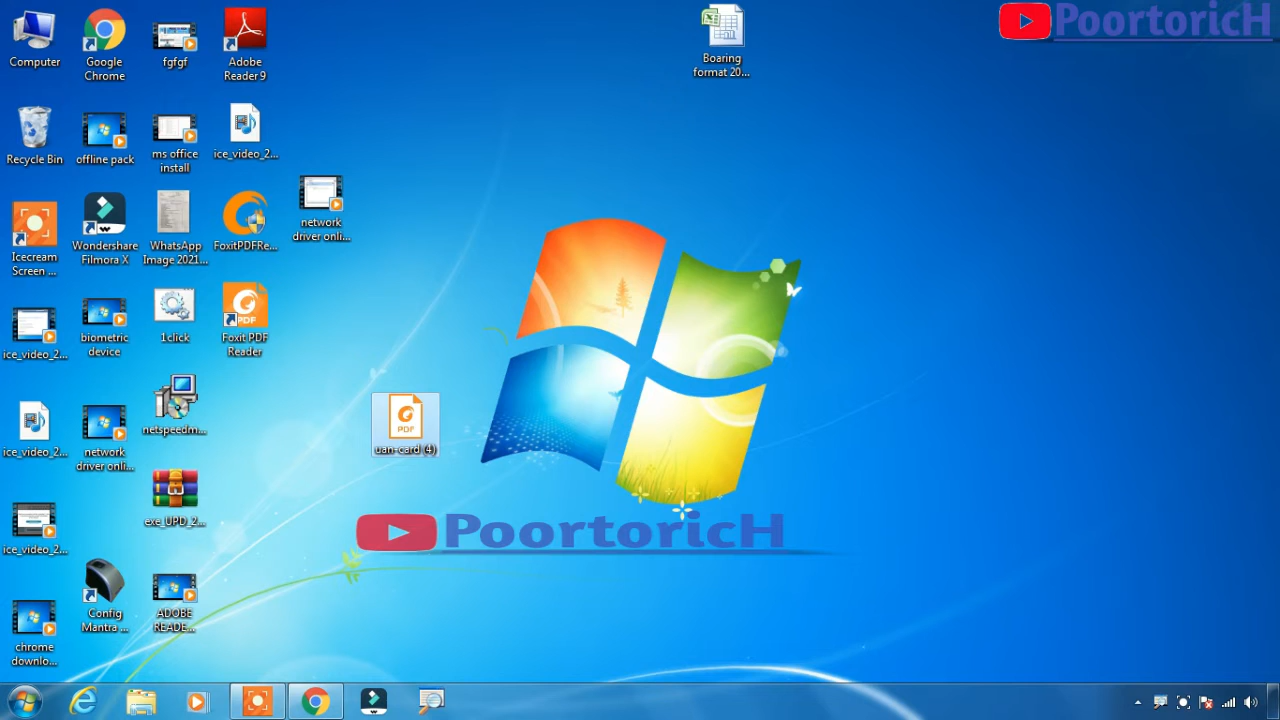 Computer
Google
Chrome
fgfgf
Adobe
Reader 9
Boaring
format 20...
PoortoricH
Recycle Bin
offline pack
ms office
install
ice_video_2...
network
driver onli...
Icecream
Screen ...
Wondershare
Filmora X
WhatsApp
Image 2021...
FoxitPDFRe...
ice_video_2...
biometric
device
1click
PDF
Foxit PDF
Reader
PDF
uan-card (4)
ice_video_2...
network
driver onli...
netspeedm...
ice_video_2...
exe_UPD_2...
PoortoricH
chrome
downlo...
Config
Mantra ...
ADOBE
READE...